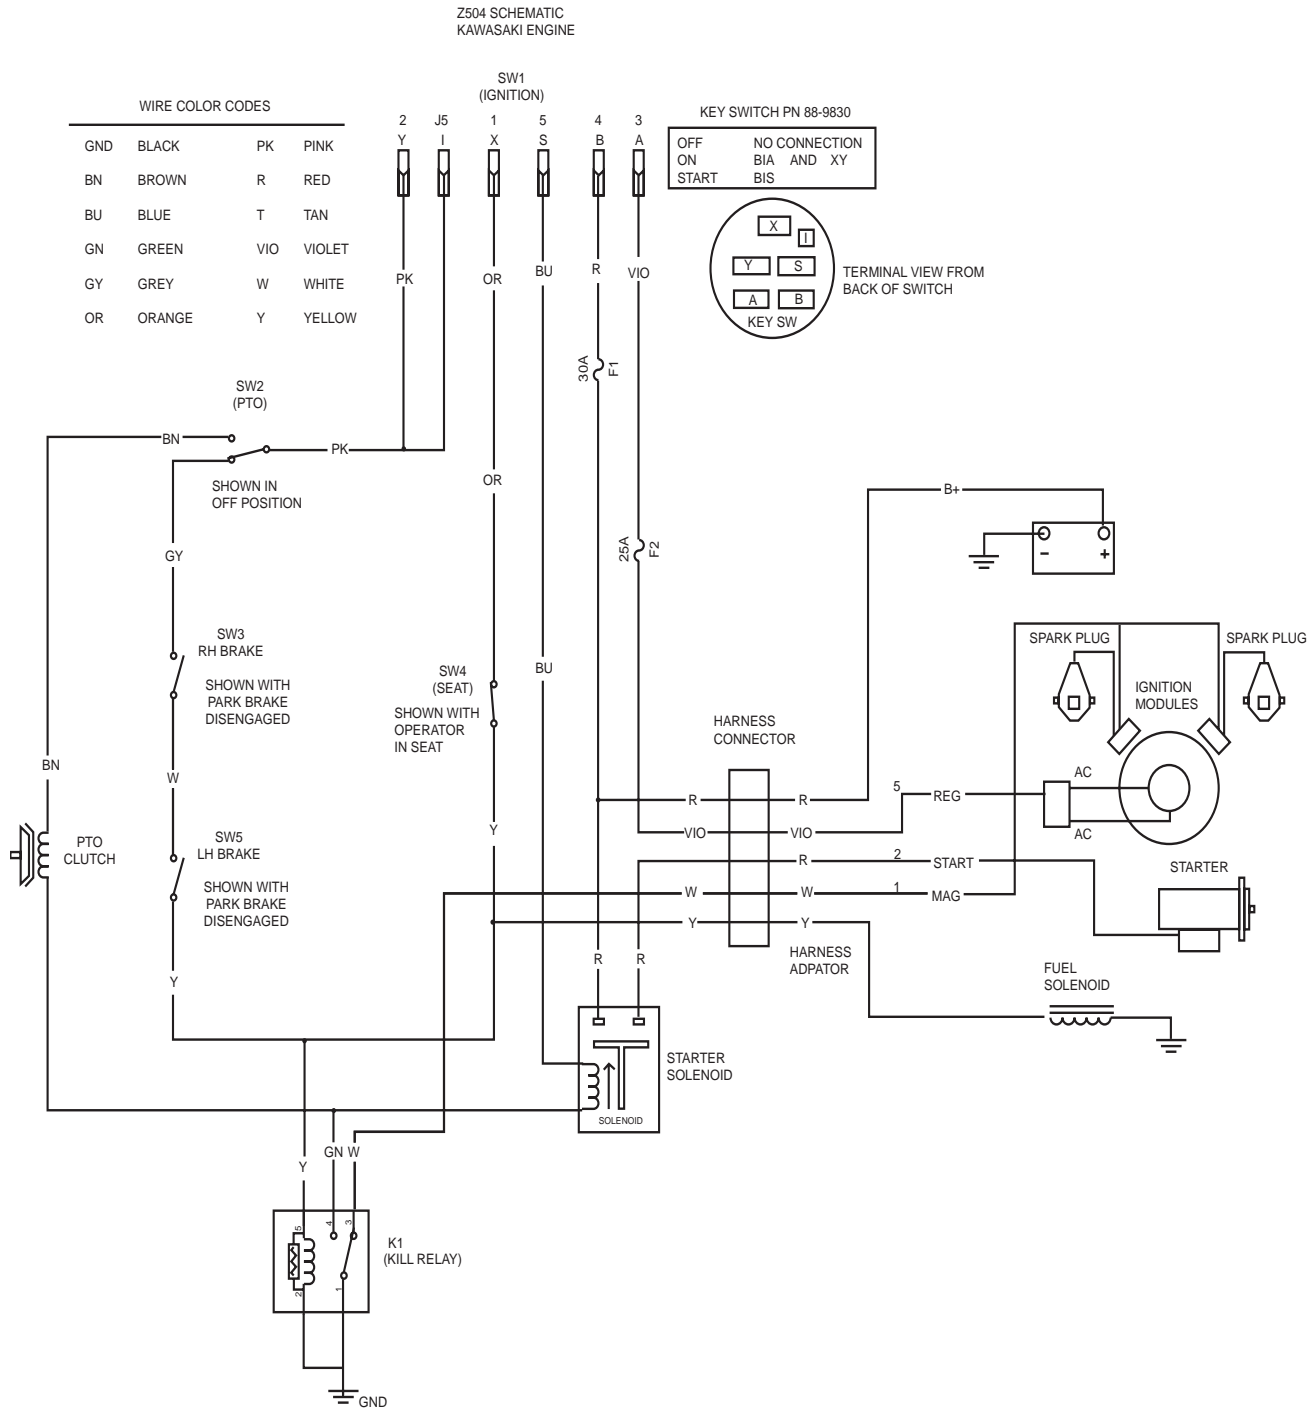 Z504 SCHEMATIC
KAWASAKI ENGINE
SW1
(IGNITION)
WIRE COLOR CODES
GND BLACK PK PINK
BN BROWN R RED
BU BLUE T TAN
GN GREEN VIO VIOLET
GY GREY W WHITE
OR ORANGE Y YELLOW
2 J5 1 5 4 3
Y I X S B A
KEY SWITCH PN 88-9830
OFF NO CONNECTION
ON BIA AND XY
START BIS
X
I
Y S
A B
KEY SW
TERMINAL VIEW FROM
BACK OF SWITCH
PK OR BU R VIO
30A F1
SW2
(PTO)
BN
PK
SHOWN IN
OFF POSITION
OR
B+
25A F2
- +
GY
SW3
RH BRAKE
SHOWN WITH
PARK BRAKE
DISENGAGED
SW4
(SEAT)
SHOWN WITH
OPERATOR
IN SEAT
BU
SPARK PLUG
SPARK PLUG
IGNITION
MODULES
HARNESS
CONNECTOR
BN
W
AC
AC
R R
5 REG
VIO VIO
Y
PTO
CLUTCH
SW5
LH BRAKE
SHOWN WITH
PARK BRAKE
DISENGAGED
R 2 START
STARTER
W W 1 MAG
Y Y
HARNESS
ADPATOR
R R
FUEL
SOLENOID
Y
STARTER
SOLENOID
SOLENOID
GN W
Y
5 4 3
K1
(KILL RELAY)
2 1
GND